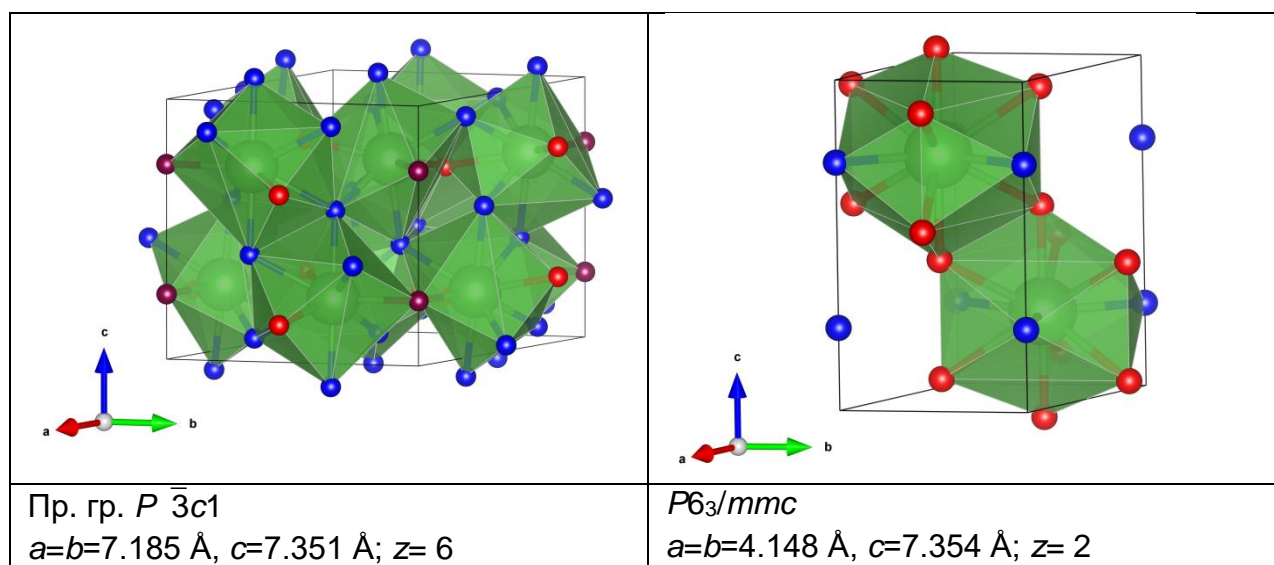 c
a
b
c
a
b
Пр. гр. P 3̅c1
a=b=7.185 Å, c=7.351 Å; z= 6
P6₃/mmc
a=b=4.148 Å, c=7.354 Å; z= 2